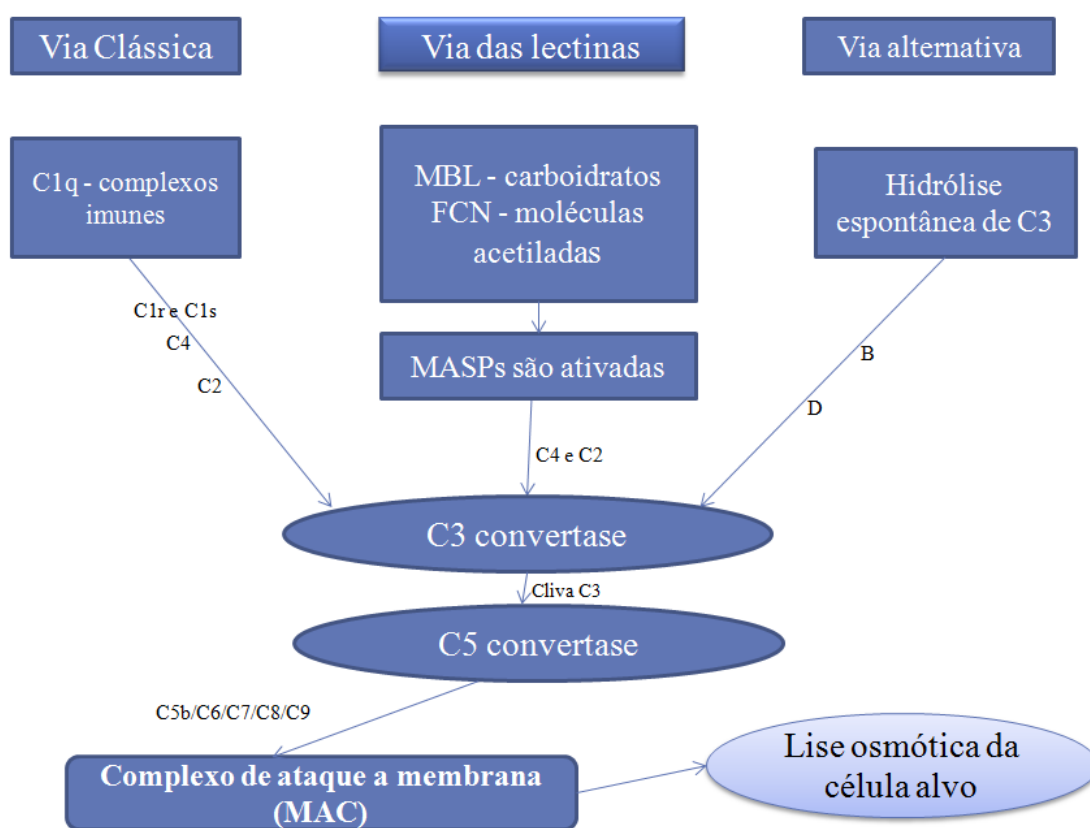 Via Clássica
Via das lectinas
Via alternativa
C1q - complexos
imunes
MBL - carboidratos
FCN - moléculas
acetiladas
Hidrólise
espontânea de C3
C1r e C1s
C4
C2
MASPs são ativadas
B
D
C4 e C2
C3 convertase
Cliva C3
C5 convertase
C5b/C6/C7/C8/C9
Complexo de ataque a membrana
(MAC)
Lise osmótica da
célula alvo